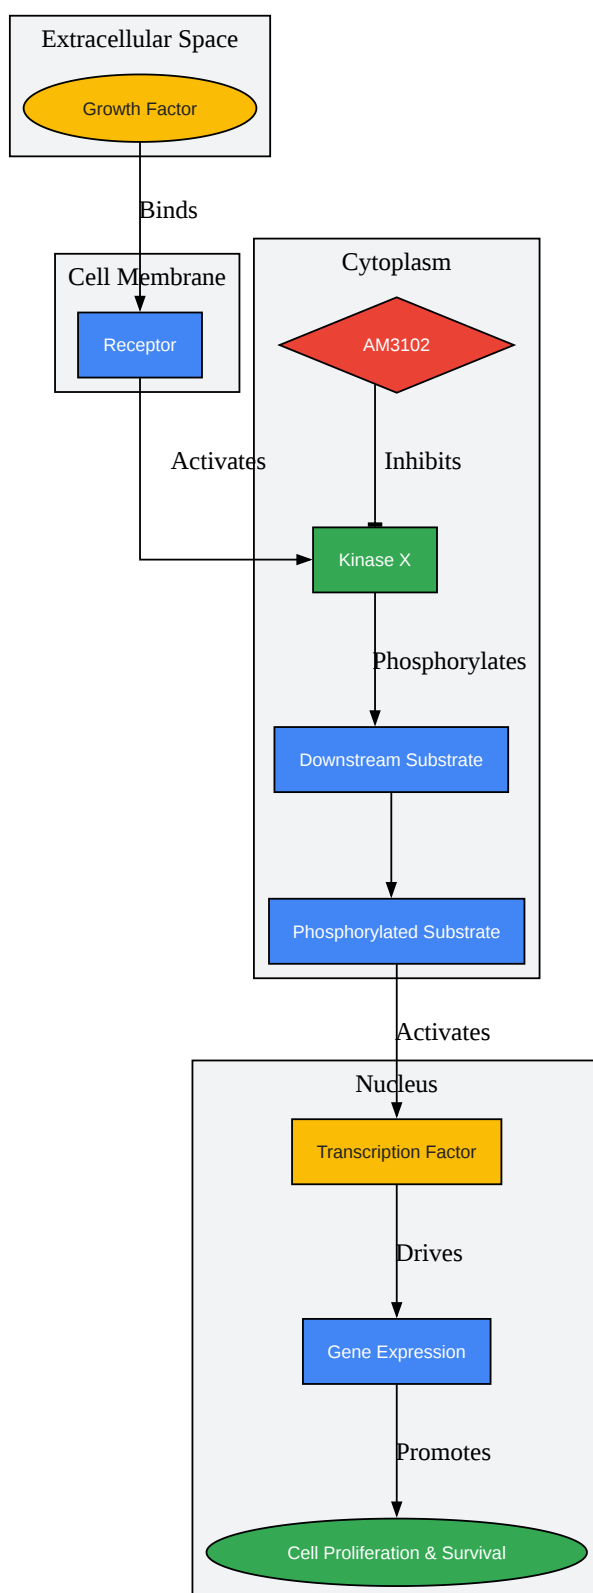 Extracellular Space
Growth Factor
Binds
Cell Membrane
Receptor
Cytoplasm
AM3102
Activates
Inhibits
Kinase X
Phosphorylates
Downstream Substrate
Phosphorylated Substrate
Activates
Nucleus
Transcription Factor
Drives
Gene Expression
Promotes
Cell Proliferation & Survival